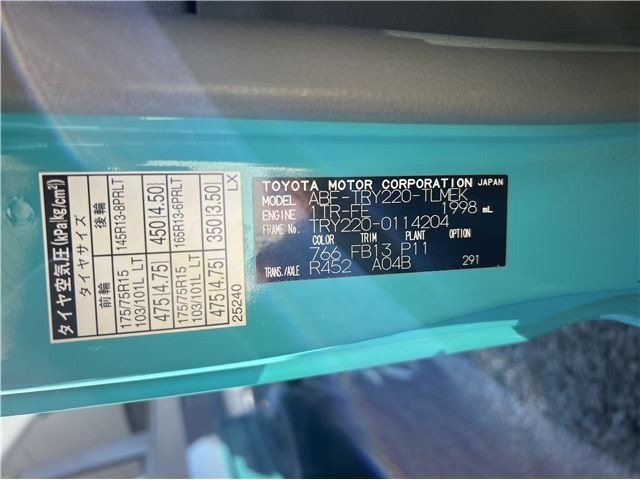 タイヤ空気圧(kPa{kg/cm²})
タイヤサイズ
前輪 後輪
175/75R15 103/101L LT 145R13-8PRLT
475{4.75} 450{4.50}
175/75R15 103/101L LT 165R13-6PRLT
475{4.75} 350{3.50}
25240 LX
TOYOTA MOTOR CORPORATION JAPAN
MODEL ABF-TRY220-TLMEK
ENGINE 1TR-FE 1998 mL
FRAME No. TRY220-0114204
COLOR TRIM PLANT OPTION
766 FB13 P11
TRANS./AXLE R452 A04B 291